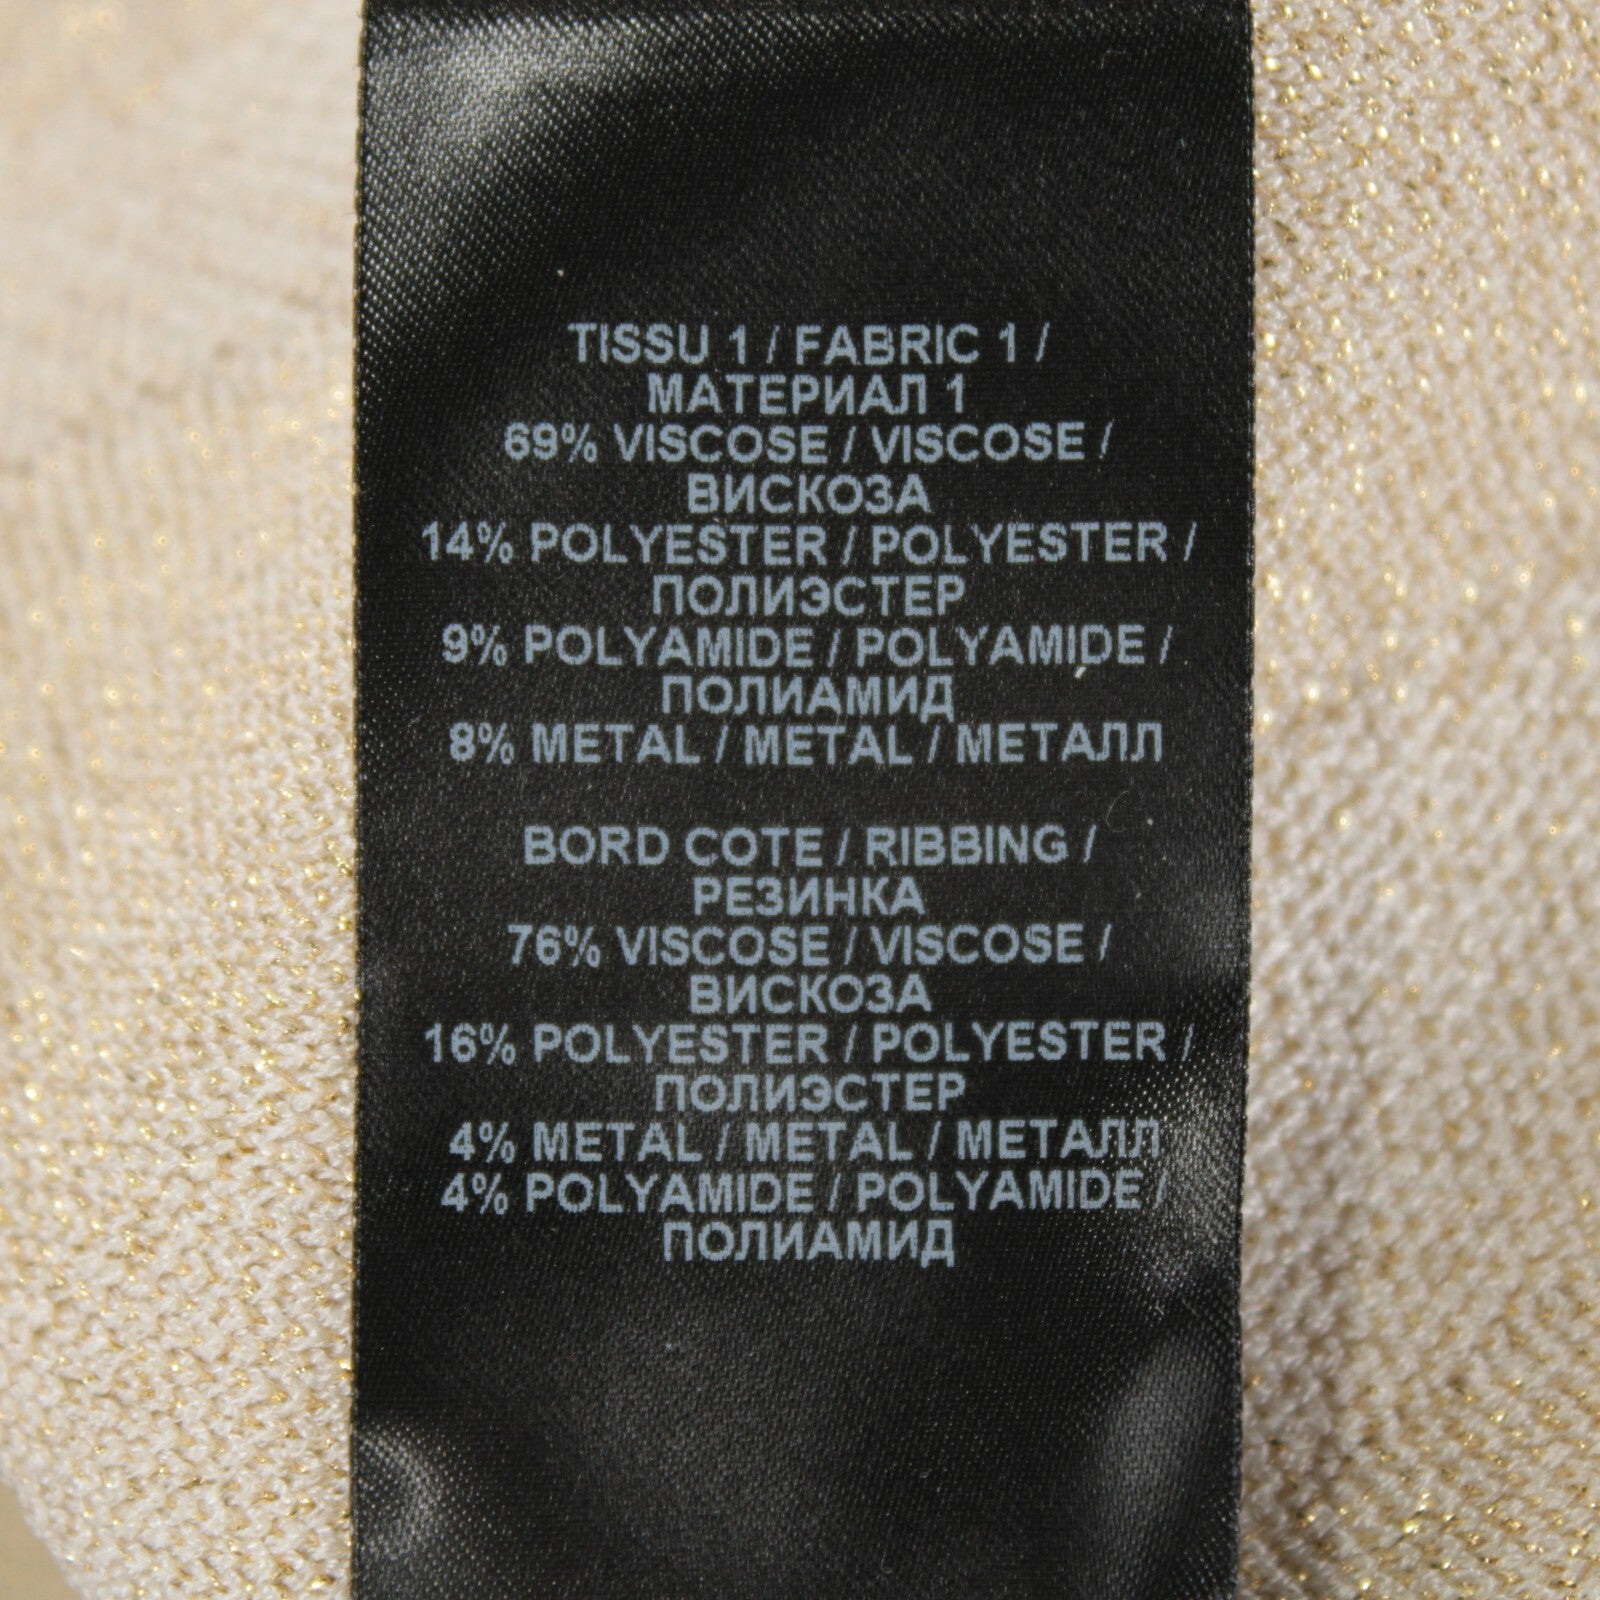 TISSU 1 / FABRIC 1 /
МАТЕРИАЛ 1
69% VISCOSE / VISCOSE /
ВИСКОЗА
14% POLYESTER / POLYESTER /
ПОЛИЭСТЕР
9% POLYAMIDE / POLYAMIDE /
ПОЛИАМИД
8% METAL / METAL / МЕТАЛЛ
BORD COTE / RIBBING /
РЕЗИНКА
76% VISCOSE / VISCOSE /
ВИСКОЗА
16% POLYESTER / POLYESTER /
ПОЛИЭСТЕР
4% METAL / METAL / МЕТАЛЛ
4% POLYAMIDE / POLYAMIDE /
ПОЛИАМИД